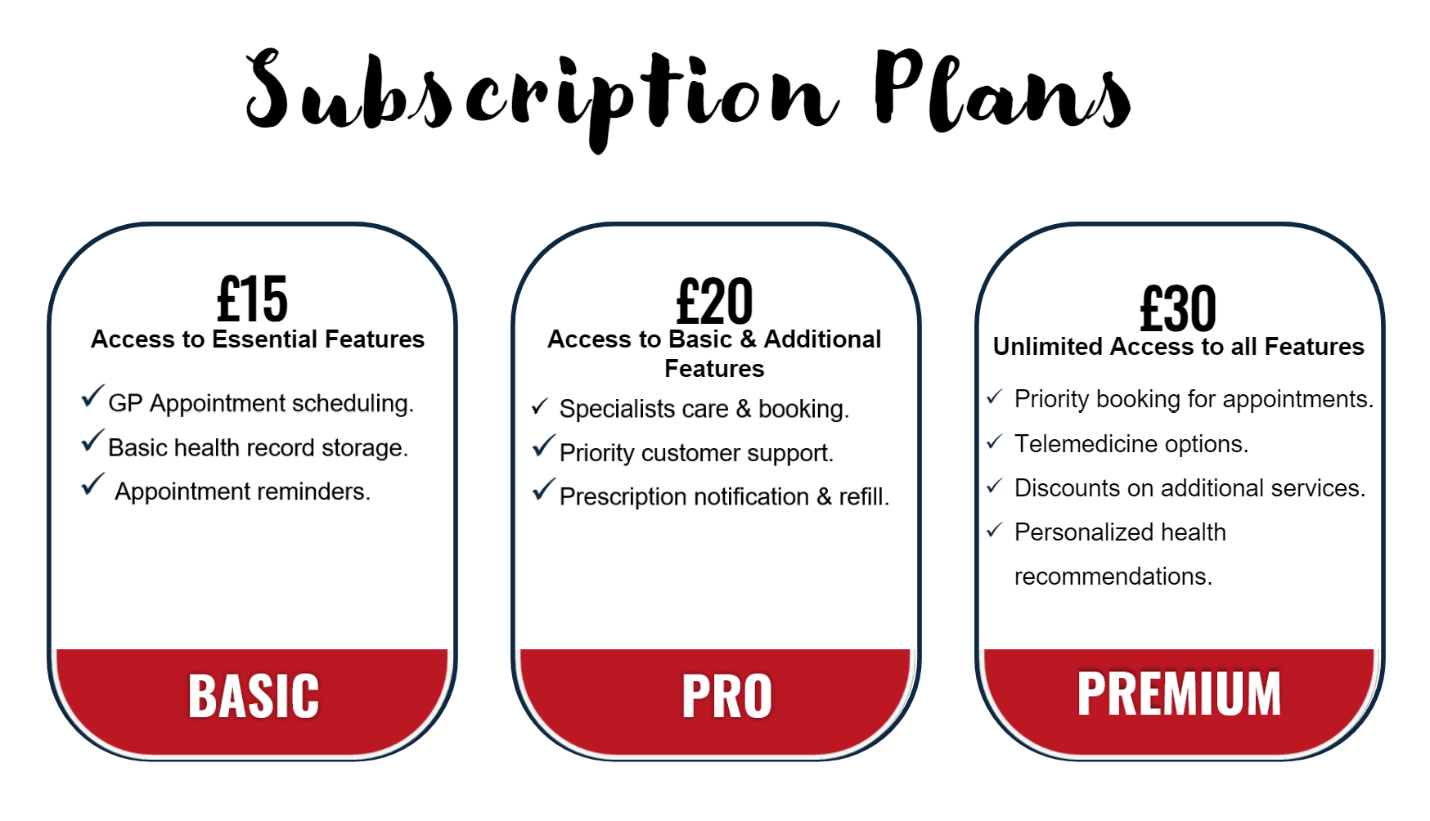 Subscription Plans
£15
Access to Essential Features
GP Appointment scheduling.
Basic health record storage.
Appointment reminders.
BASIC
£20
Access to Basic & Additional
Features
Specialists care & booking.
Priority customer support.
Prescription notification & refill.
PRO
£30
Unlimited Access to all Features
Priority booking for appointments.
Telemedicine options.
Discounts on additional services.
Personalized health
recommendations.
PREMIUM